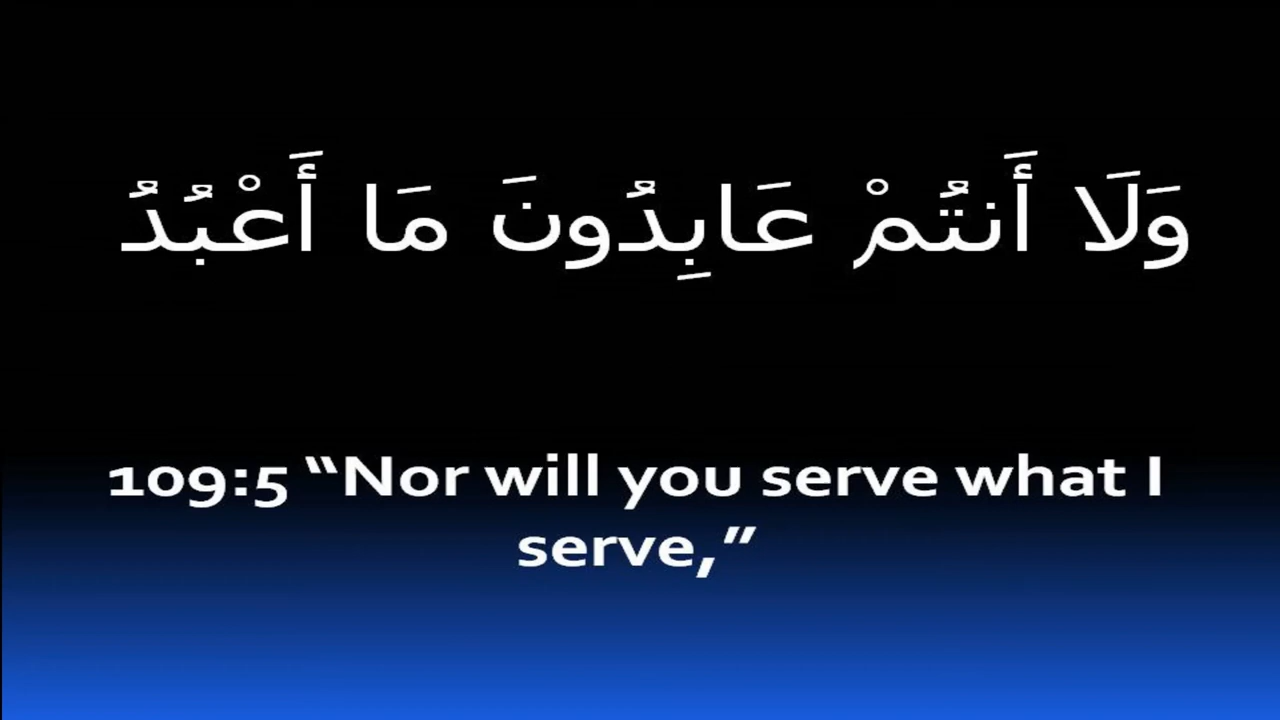 وَلَا أَنتُمْ عَابِدُونَ مَا أَعْبُدُ
109:5 “Nor will you serve what I
serve,”